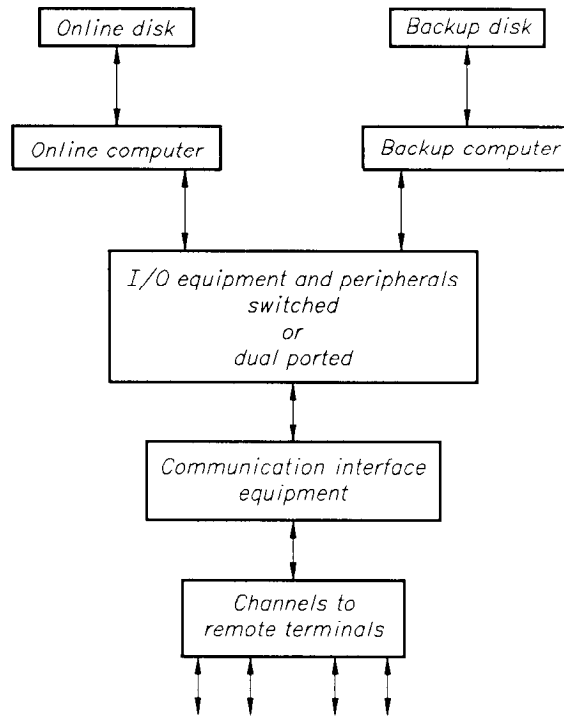 Online disk
Backup disk
Online computer
Backup computer
I/O equipment and peripherals
switched
or
dual ported
Communication interface
equipment
Channels to
remote terminals